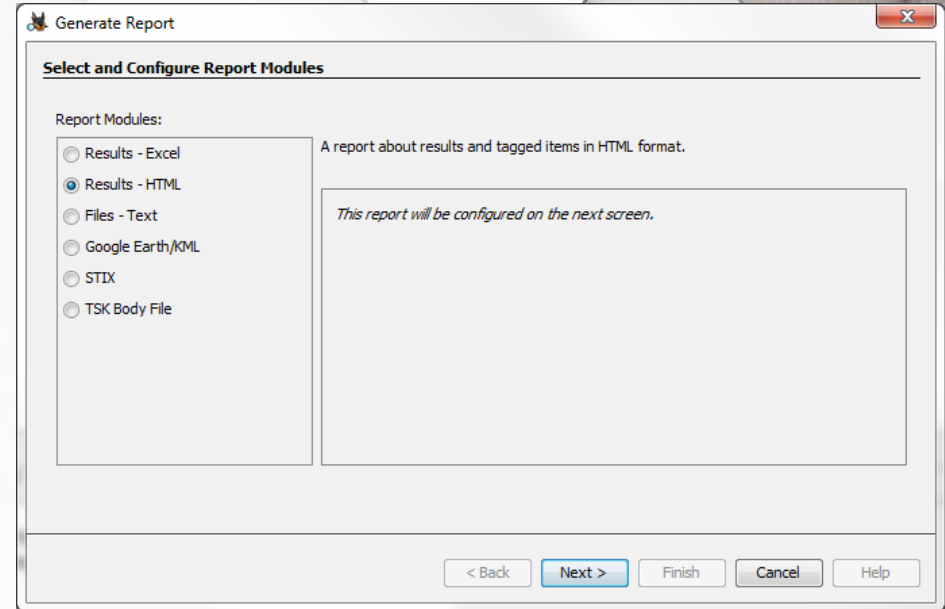 Generate Report
Select and Configure Report Modules
Report Modules:
Results - Excel
Results - HTML
Files - Text
Google Earth/KML
STIX
TSK Body File
A report about results and tagged items in HTML format.
This report will be configured on the next screen.
< Back
Next >
Finish
Cancel
Help